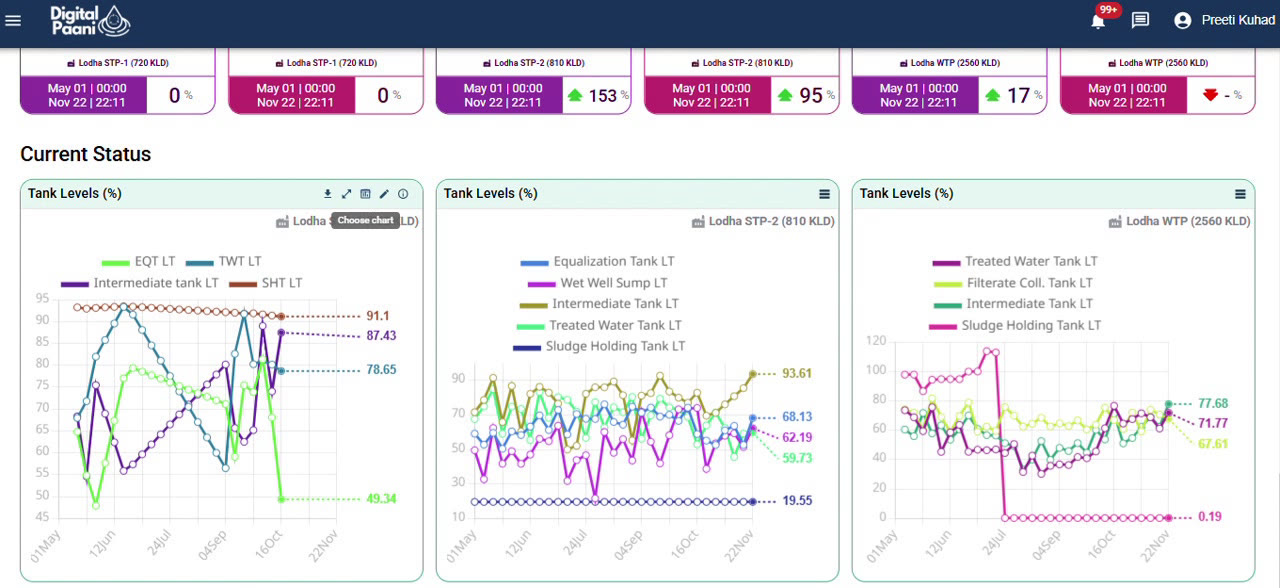 Digital
Paani
99+
Preeti Kuhad
Lodha STP-1 (720 KLD)
May 01 | 00:00
Nov 22 | 22:11
0 %
Lodha STP-1 (720 KLD)
May 01 | 00:00
Nov 22 | 22:11
0 %
Lodha STP-2 (810 KLD)
May 01 | 00:00
Nov 22 | 22:11
153 %
Lodha STP-2 (810 KLD)
May 01 | 00:00
Nov 22 | 22:11
95 %
Lodha WTP (2560 KLD)
May 01 | 00:00
Nov 22 | 22:11
17 %
Lodha WTP (2560 KLD)
May 01 | 00:00
Nov 22 | 22:11
- %
Current Status
Tank Levels (%)
Lodha
Choose chart
LD)
EQT LT
TWT LT
Intermediate tank LT
SHT LT
95
90
85
80
75
70
65
60
55
50
45
91.1
87.43
78.65
49.34
01May
12Jun
24Jul
04Sep
16Oct
22Nov
Tank Levels (%)
Lodha STP-2 (810 KLD)
Equalization Tank LT
Wet Well Sump LT
Intermediate Tank LT
Treated Water Tank LT
Sludge Holding Tank LT
90
70
50
30
10
93.61
68.13
62.19
59.73
19.55
01May
12Jun
24Jul
04Sep
16Oct
22Nov
Tank Levels (%)
Lodha WTP (2560 KLD)
Treated Water Tank LT
Filterate Coll. Tank LT
Intermediate Tank LT
Sludge Holding Tank LT
120
100
80
60
40
20
0
77.68
71.77
67.61
0.19
01May
12Jun
24Jul
04Sep
16Oct
22Nov